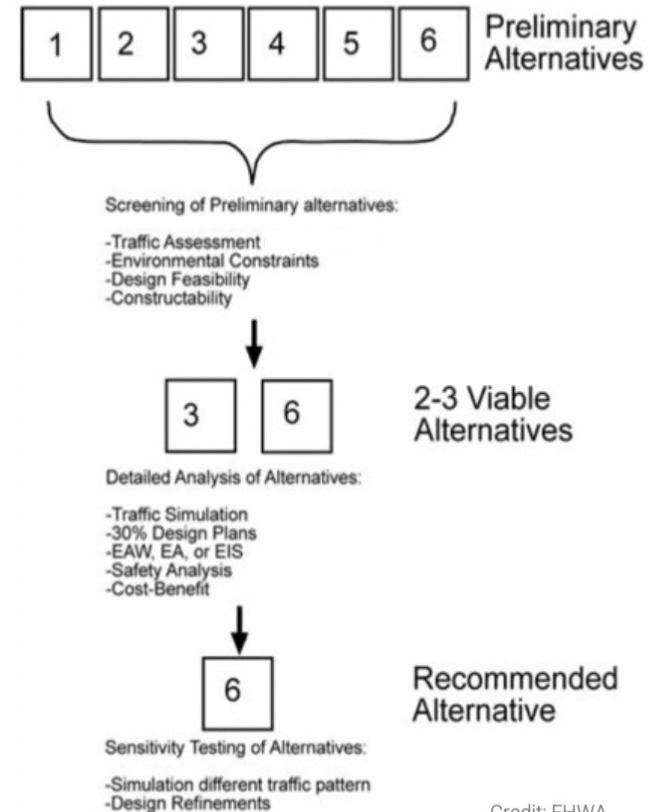 1 2 3 4 5 6
Preliminary
Alternatives
Screening of Preliminary alternatives:
-Traffic Assessment
-Environmental Constraints
-Design Feasibility
-Constructability
3 6
2-3 Viable
Alternatives
Detailed Analysis of Alternatives:
-Traffic Simulation
-30% Design Plans
-EAW, EA, or EIS
-Safety Analysis
-Cost-Benefit
6
Recommended
Alternative
Sensitivity Testing of Alternatives:
-Simulation different traffic pattern
-Design Refinements
Credit: FHWA